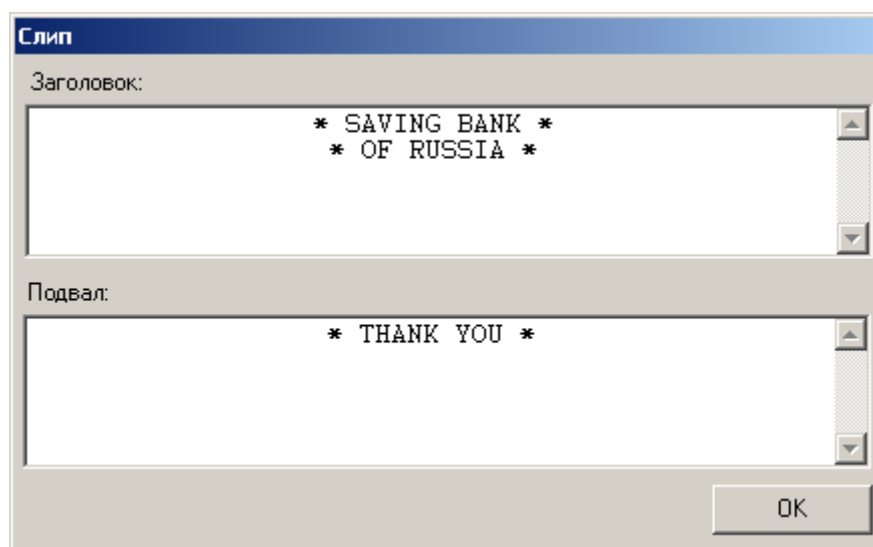 Слип
Заголовок:
* SAVING BANK *
* OF RUSSIA *
Подвал:
* THANK YOU *
OK